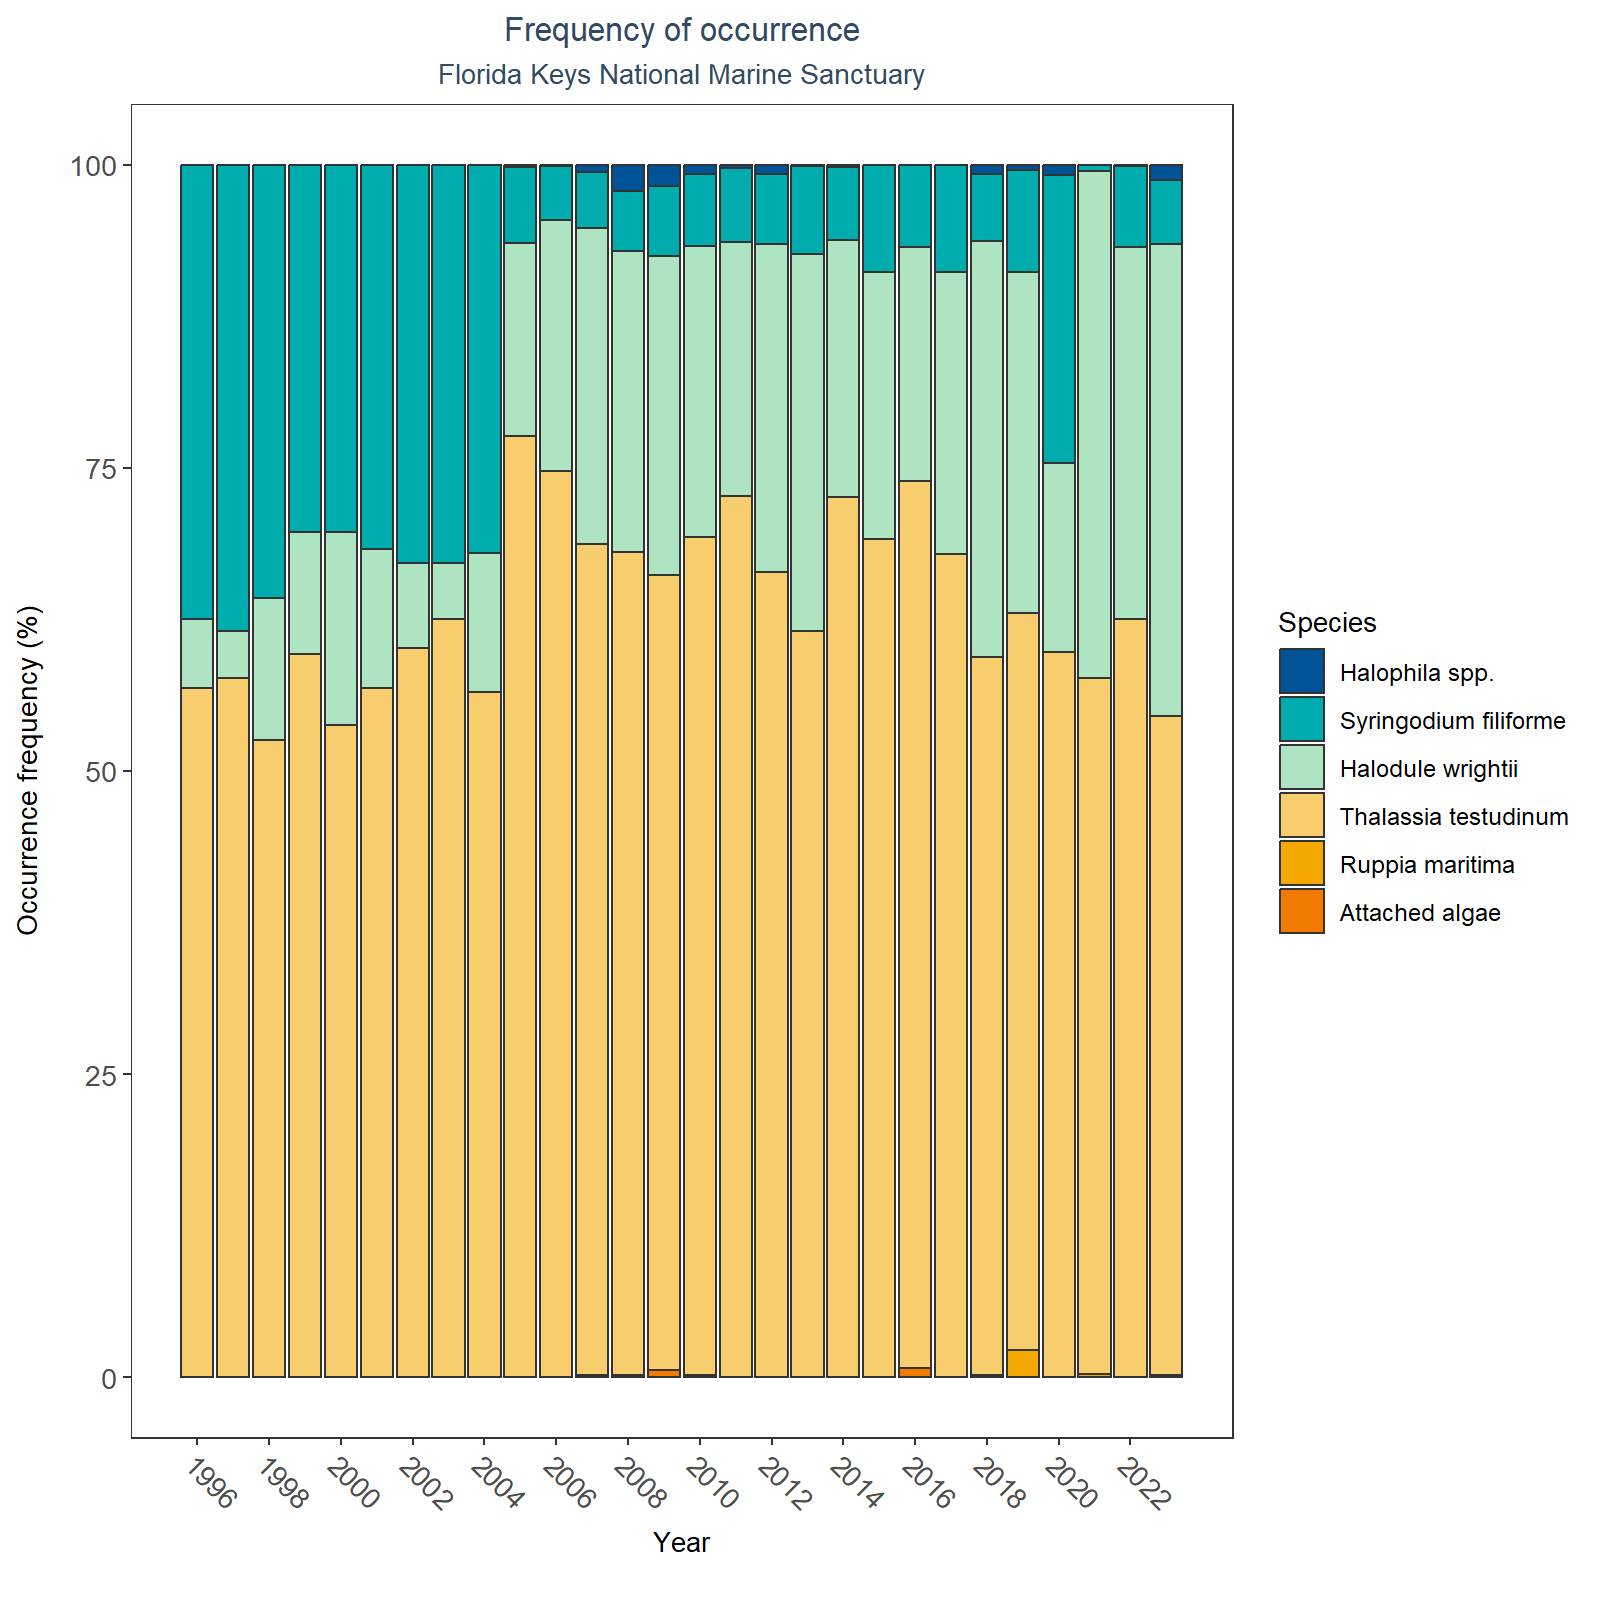 Frequency of occurrence
Florida Keys National Marine Sanctuary
Occurrence frequency (%)
100
75
50
25
0
1996
1998
2000
2002
2004
2006
2008
2010
2012
2014
2016
2018
2020
2022
Year
Species
Halophila spp.
Syringodium filiforme
Halodule wrightii
Thalassia testudinum
Ruppia maritima
Attached algae